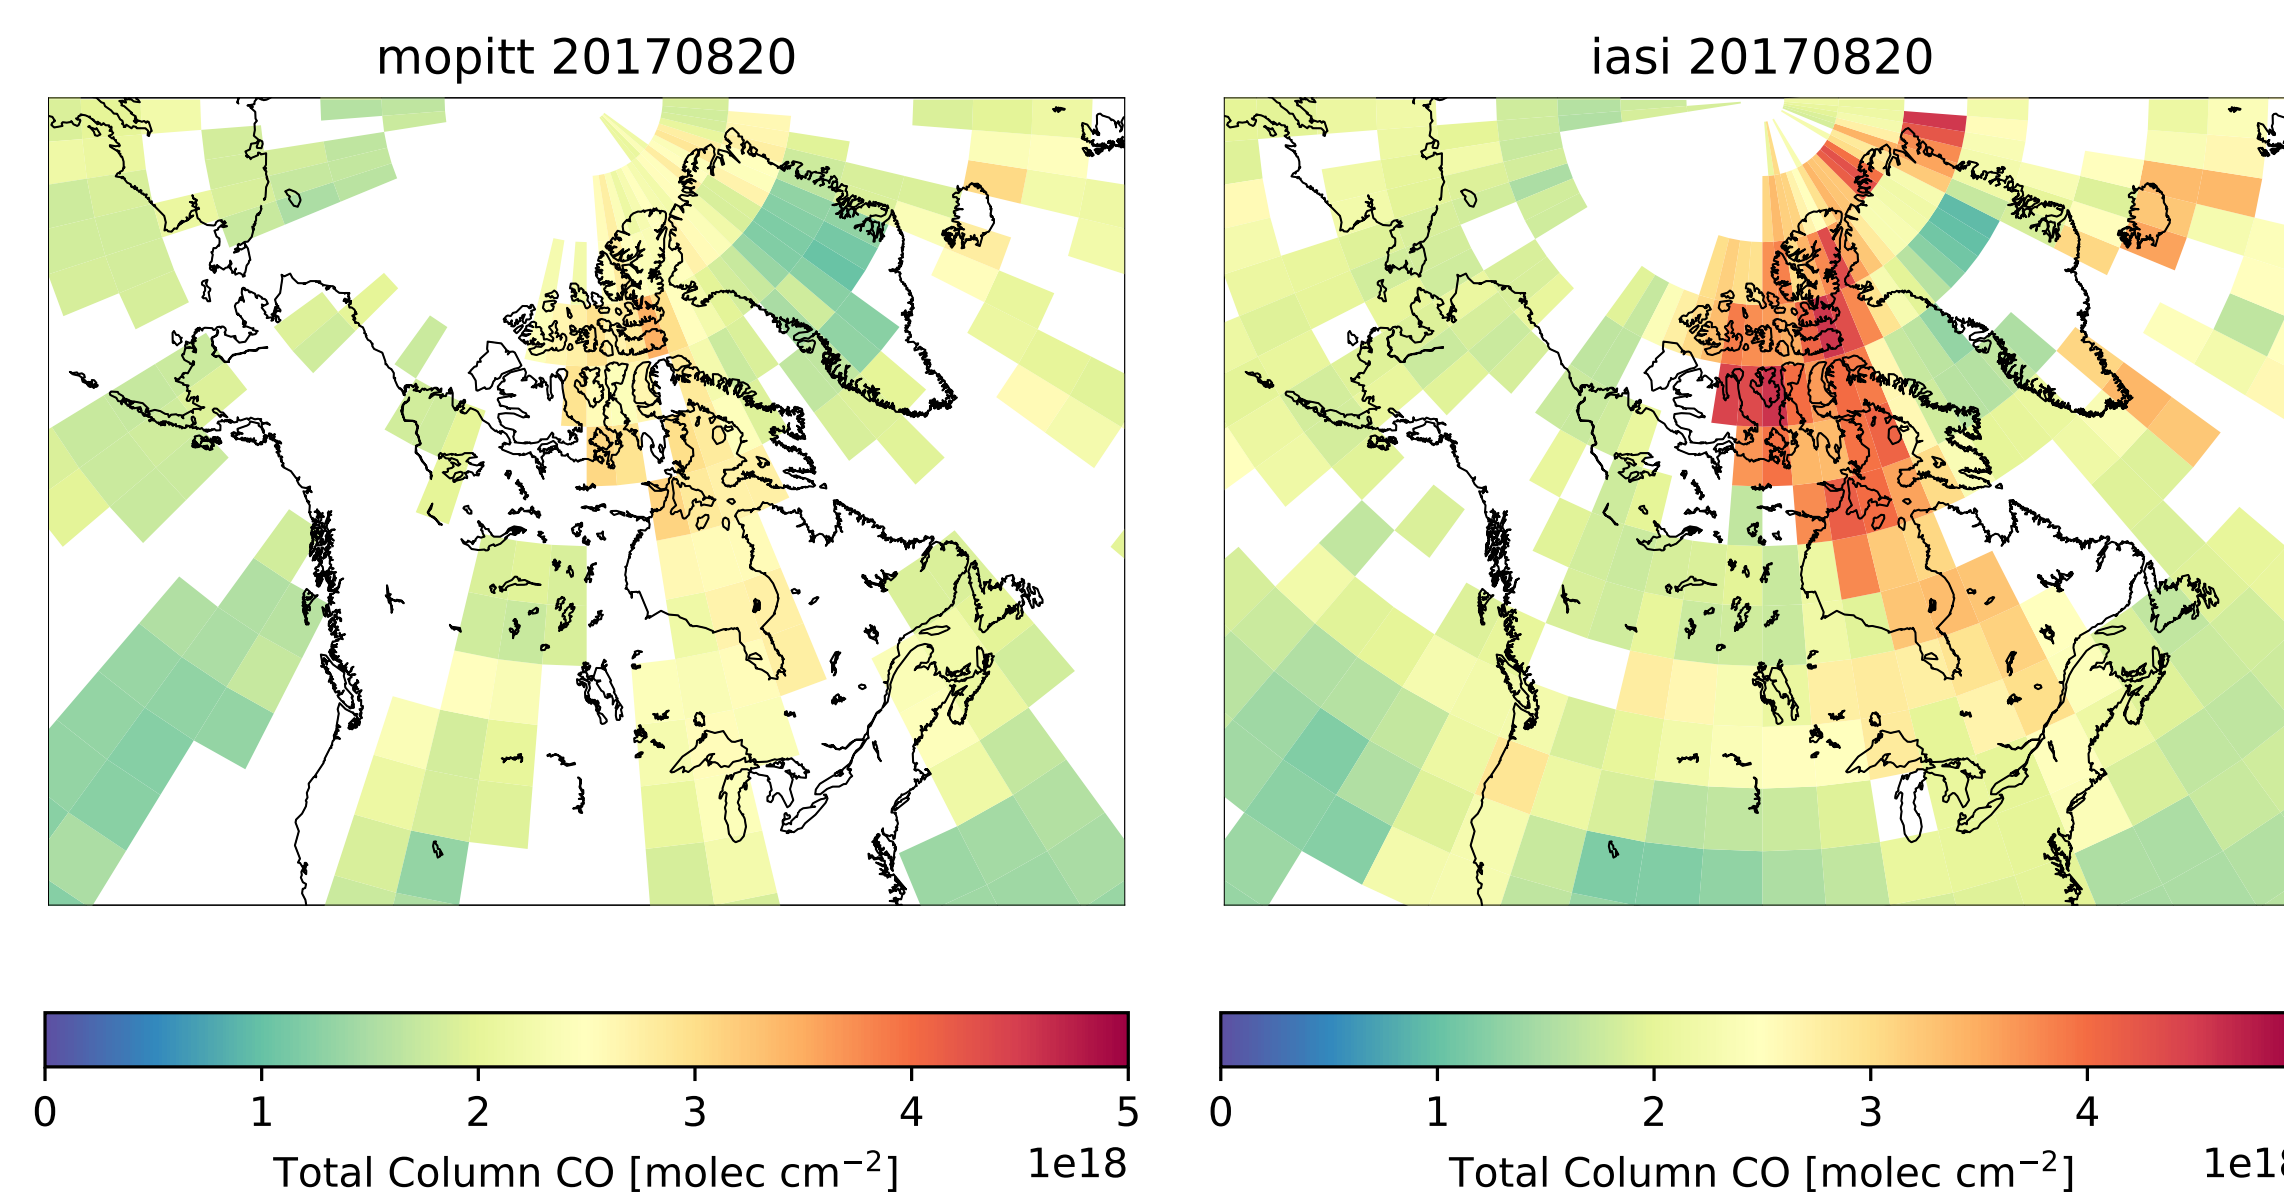 mopitt 20170820
iasi 20170820
0 1 2 3 4 5
0 1 2 3 4
1e18
1e18
Total Column CO [molec cm⁻²]
Total Column CO [molec cm⁻²]